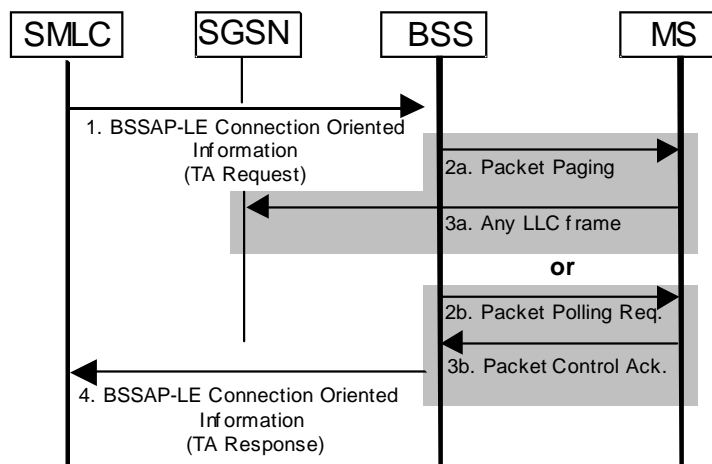 SMLC
SGSN
BSS
MS
1. BSSAP-LE Connection Oriented
Information
(TA Request)
2a. Packet Paging
3a. Any LLC frame
or
2b. Packet Polling Req.
3b. Packet Control Ack.
4. BSSAP-LE Connection Oriented
Information
(TA Response)